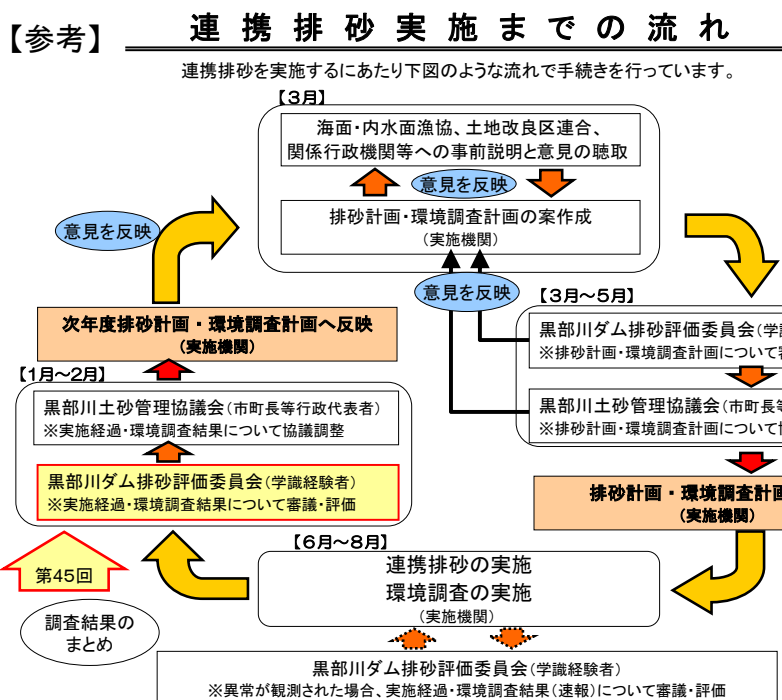 【参考】
連携排砂実施までの流れ
連携排砂を実施するにあたり下図のような流れで手続きを行っています。
【3月】
海面・内水面漁協、土地改良区連合、
関係行政機関等への事前説明と意見の聴取
意見を反映
排砂計画・環境調査計画の案作成
(実施機関)
意見を反映
意見を反映
【3月～5月】
黒部川ダム排砂評価委員会(学
※排砂計画・環境調査計画について
黒部川土砂管理協議会(市町長
※排砂計画・環境調査計画について
排砂計画・環境調査計
(実施機関)
次年度排砂計画・環境調査計画へ反映
(実施機関)
【1月～2月】
黒部川土砂管理協議会(市町長等行政代表者)
※実施経過・環境調査結果について協議調整
黒部川ダム排砂評価委員会(学識経験者)
※実施経過・環境調査結果について審議・評価
第45回
調査結果の
まとめ
【6月～8月】
連携排砂の実施
環境調査の実施
(実施機関)
黒部川ダム排砂評価委員会(学識経験者)
※異常が観測された場合、実施経過・環境調査結果(速報)について審議・評価